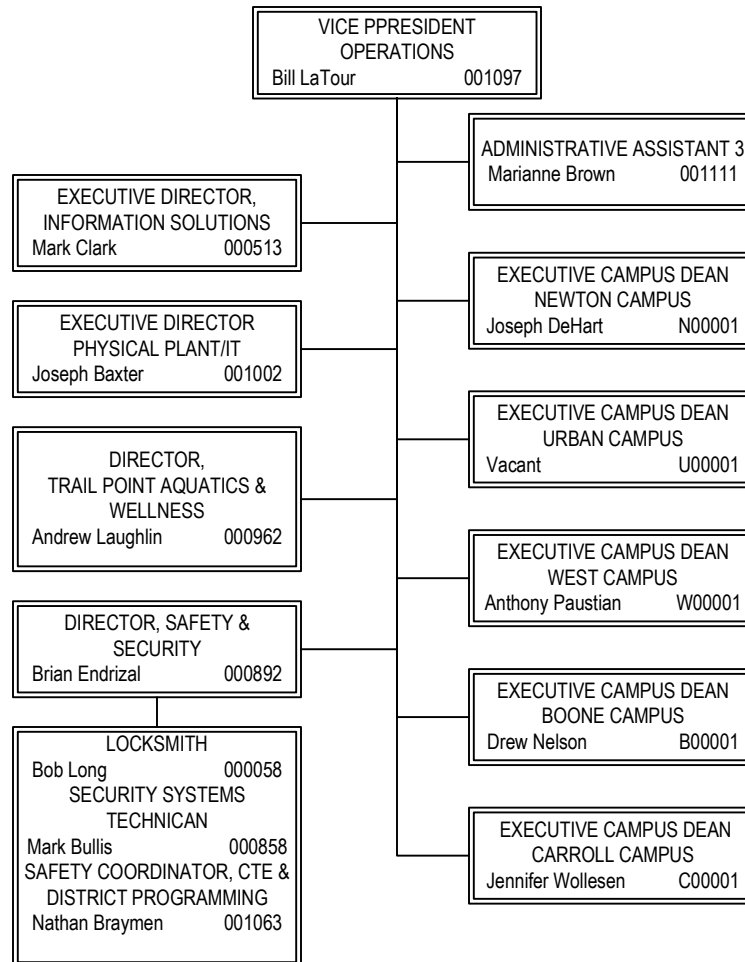 VICE PPRESIDENT
OPERATIONS
Bill LaTour 001097
ADMINISTRATIVE ASSISTANT 3
Marianne Brown 001111
EXECUTIVE DIRECTOR,
INFORMATION SOLUTIONS
Mark Clark 000513
EXECUTIVE CAMPUS DEAN
NEWTON CAMPUS
Joseph DeHart N00001
EXECUTIVE DIRECTOR
PHYSICAL PLANT/IT
Joseph Baxter 001002
EXECUTIVE CAMPUS DEAN
URBAN CAMPUS
Vacant U00001
DIRECTOR,
TRAIL POINT AQUATICS &
WELLNESS
Andrew Laughlin 000962
EXECUTIVE CAMPUS DEAN
WEST CAMPUS
Anthony Paustian W00001
DIRECTOR, SAFETY &
SECURITY
Brian Endrizal 000892
EXECUTIVE CAMPUS DEAN
BOONE CAMPUS
Drew Nelson B00001
LOCKSMITH
Bob Long 000058
SECURITY SYSTEMS
TECHNICAN
Mark Bullis 000858
SAFETY COORDINATOR, CTE &
DISTRICT PROGRAMMING
Nathan Braymen 001063
EXECUTIVE CAMPUS DEAN
CARROLL CAMPUS
Jennifer Wollesen C00001